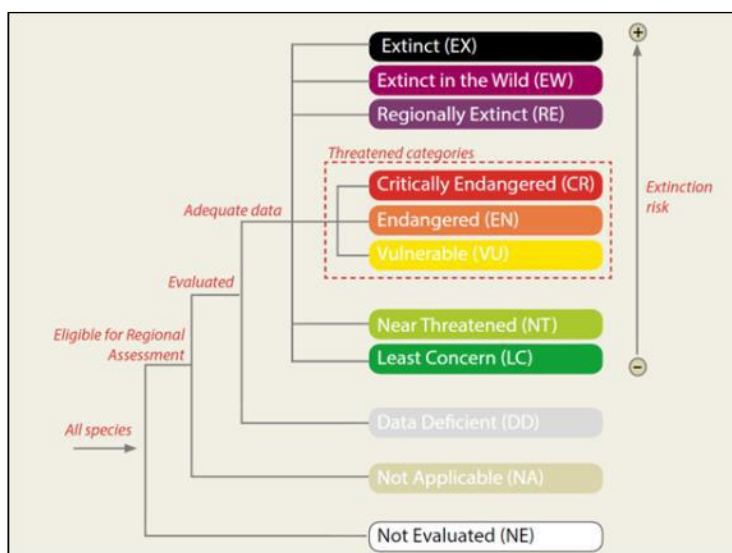 Extinct (EX)
+
Extinct in the Wild (EW)
Regionally Extinct (RE)
Threatened categories
Critically Endangered (CR)
Adequate data
Endangered (EN)
Extinction
risk
Vulnerable (VU)
Evaluated
Eligible for Regional
Assessment
Near Threatened (NT)
Least Concern (LC)
−
All species
Data Deficient (DD)
Not Applicable (NA)
Not Evaluated (NE)